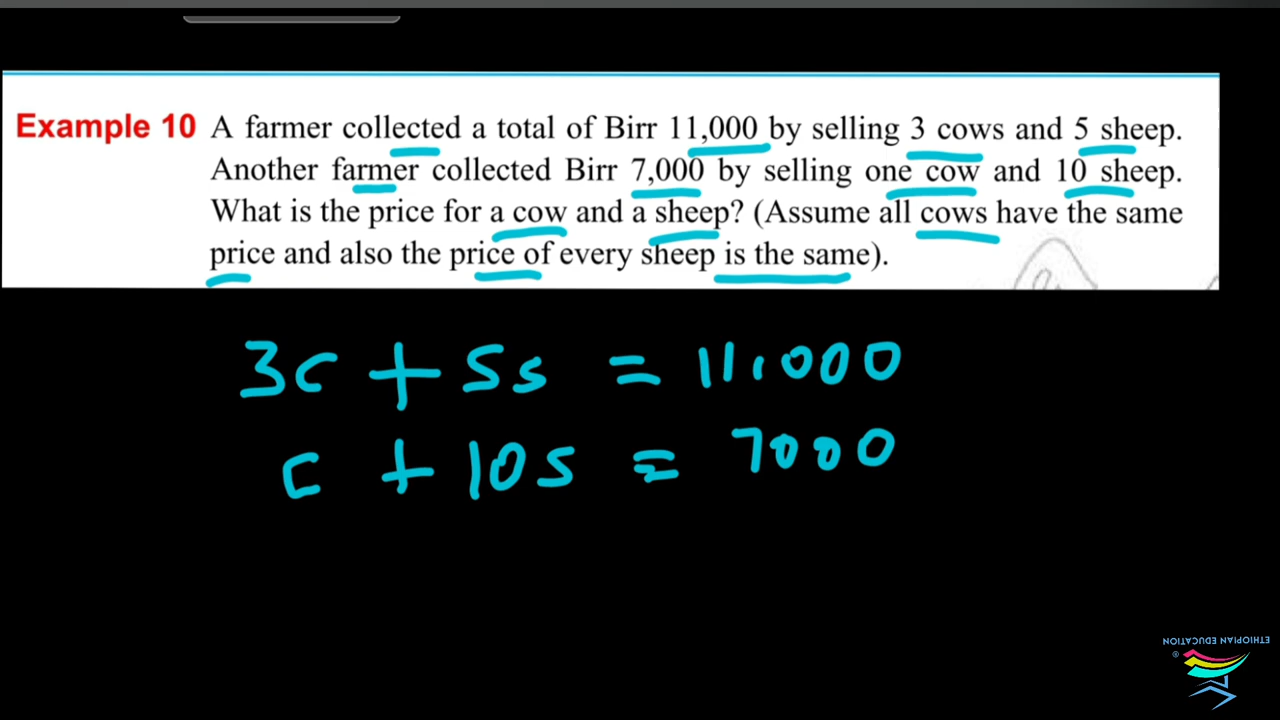 Example 10 A farmer collected a total of Birr 11,000 by selling 3 cows and 5 sheep.
Another farmer collected Birr 7,000 by selling one cow and 10 sheep.
What is the price for a cow and a sheep? (Assume all cows have the same
price and also the price of every sheep is the same).
3c + 5s = 11,000
c + 10s = 7000
ETHIOPIAN EDUCATION
®